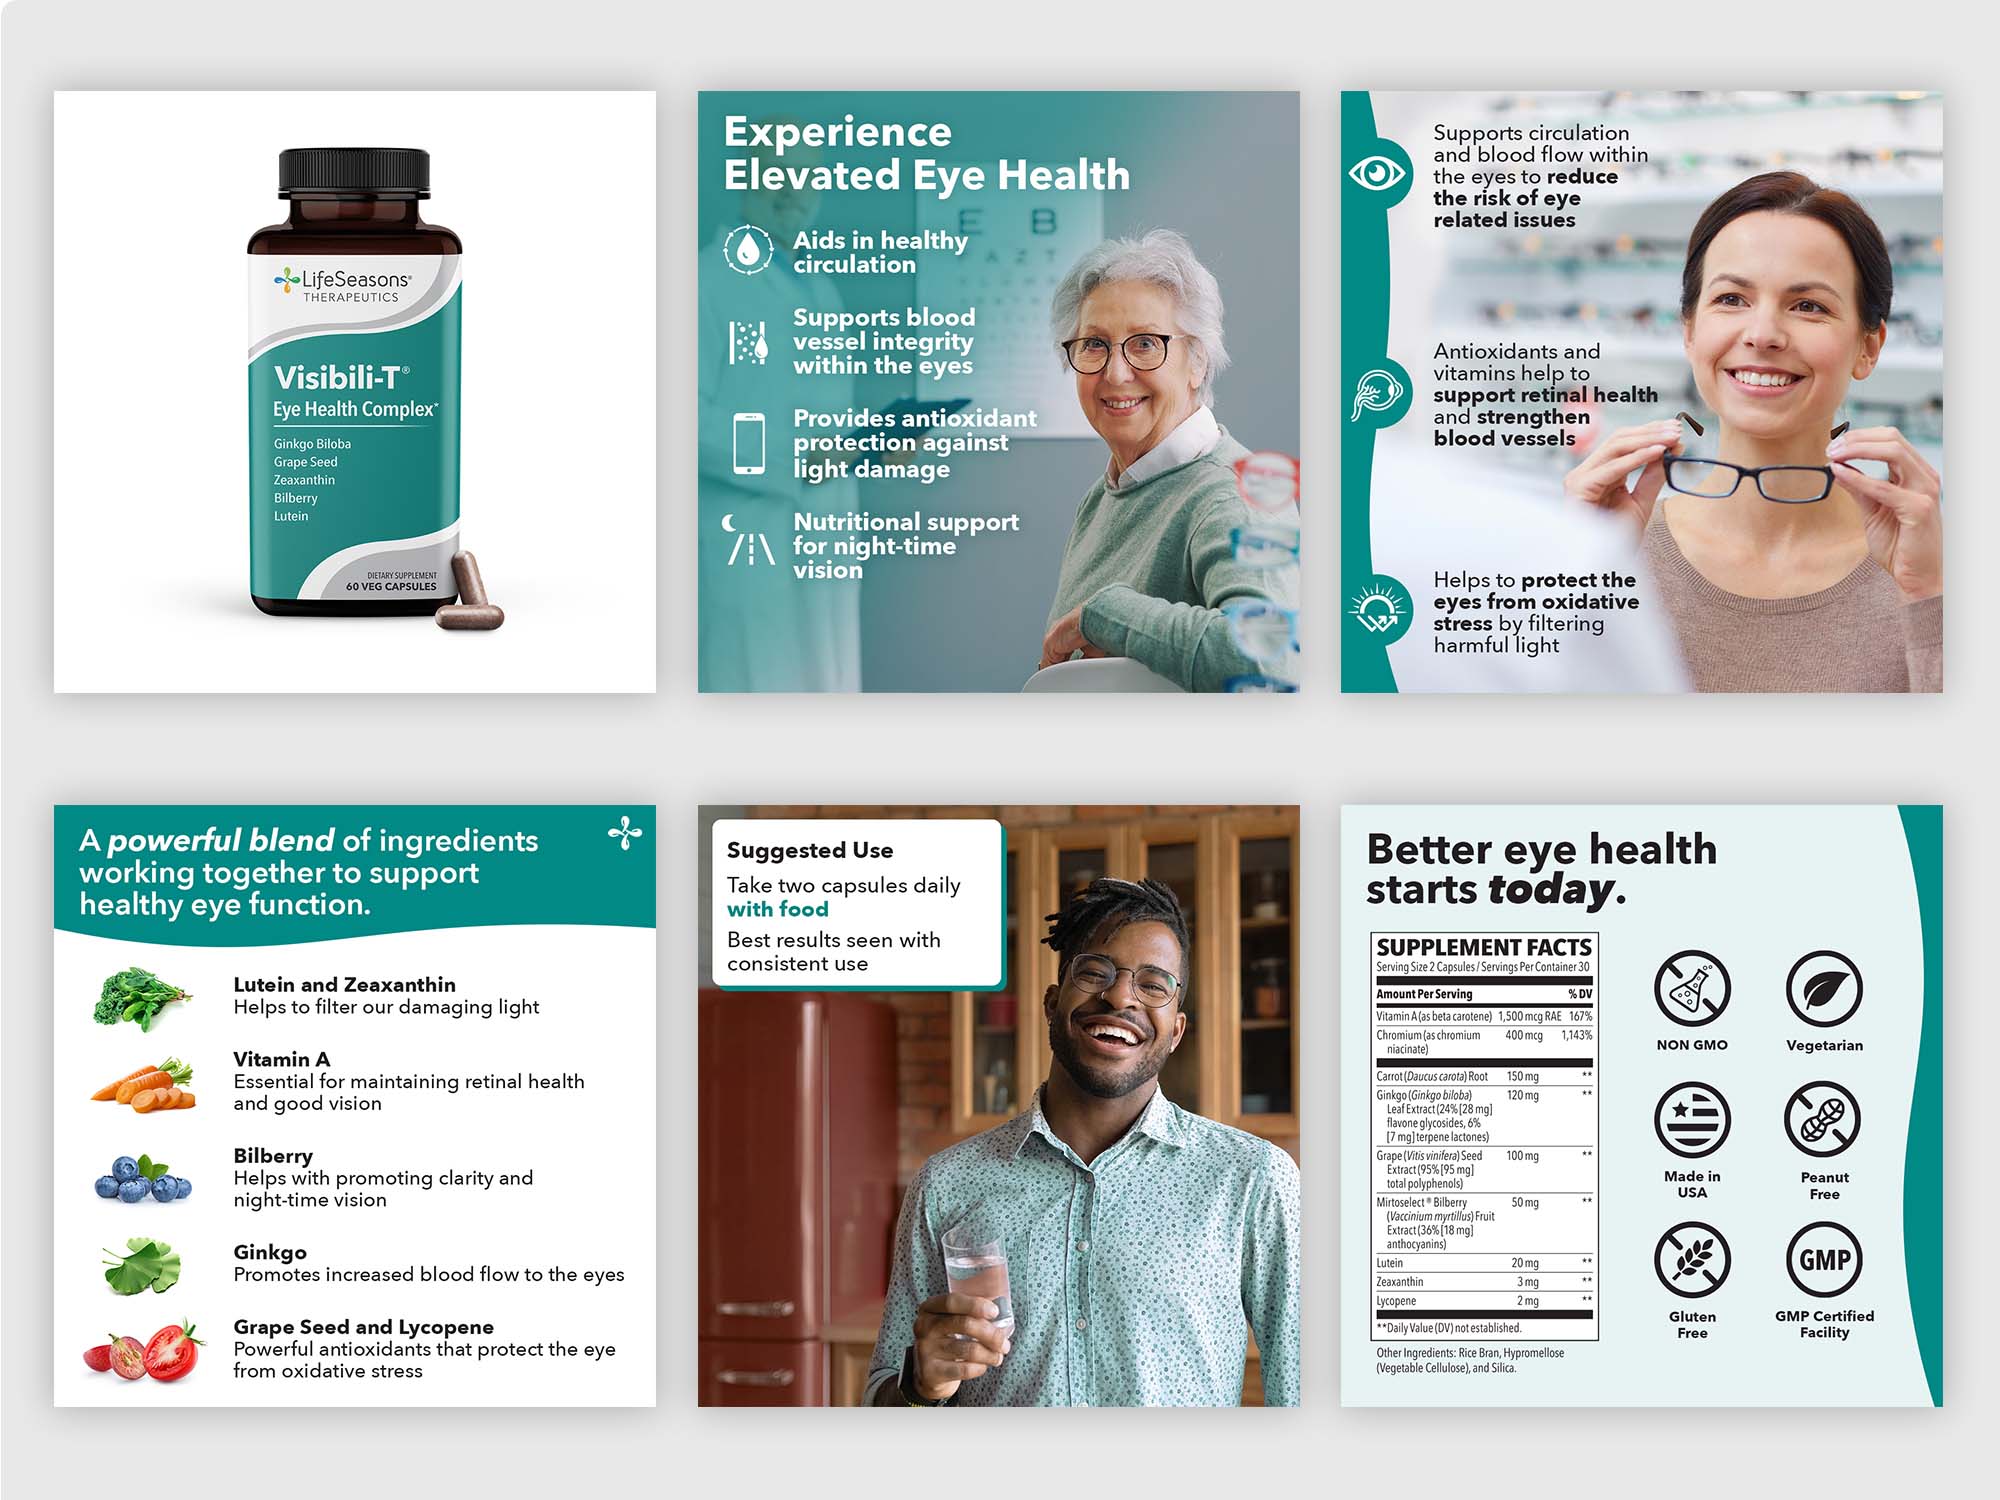 LifeSeasons®
THERAPEUTICS
Visibili-T®
Eye Health Complex*
Ginkgo Biloba
Grape Seed
Zeaxanthin
Bilberry
Lutein
DIETARY SUPPLEMENT
60 VEG CAPSULES
Experience
Elevated Eye Health
E B
F A Z T
Aids in healthy
circulation
Supports blood
vessel integrity
within the eyes
Provides antioxidant
protection against
light damage
Nutritional support
for night-time
vision
Supports circulation
and blood flow within
the eyes to reduce
the risk of eye
related issues
Antioxidants and
vitamins help to
support retinal health
and strengthen
blood vessels
Helps to protect the
eyes from oxidative
stress by filtering
harmful light
A powerful blend of ingredients
working together to support
healthy eye function.
Lutein and Zeaxanthin
Helps to filter our damaging light
Vitamin A
Essential for maintaining retinal health
and good vision
Bilberry
Helps with promoting clarity and
night-time vision
Ginkgo
Promotes increased blood flow to the eyes
Grape Seed and Lycopene
Powerful antioxidants that protect the eye
from oxidative stress
Suggested Use
Take two capsules daily
with food
Best results seen with
consistent use
Better eye health
starts today.
SUPPLEMENT FACTS
Serving Size 2 Capsules / Servings Per Container 30
Amount Per Serving % DV
Vitamin A (as beta carotene) 1,500 mcg RAE 167%
Chromium (as chromium 400 mcg 1,143%
niacinate)
Carrot (Daucus carota) Root 150 mg **
Ginkgo (Ginkgo biloba) 120 mg **
Leaf Extract (24% [28 mg]
flavone glycosides, 6%
[7 mg] terpene lactones)
Grape (Vitis vinifera) Seed 100 mg **
Extract (95% [95 mg]
total polyphenols)
Mirtoselect® Bilberry 50 mg **
(Vaccinium myrtillus) Fruit
Extract (36% [18 mg]
anthocyanins)
Lutein 20 mg **
Zeaxanthin 3 mg **
Lycopene 2 mg **
**Daily Value (DV) not established.
Other Ingredients: Rice Bran, Hypromellose
(Vegetable Cellulose), and Silica.
NON GMO
Vegetarian
Made in
USA
Peanut
Free
Gluten
Free
GMP
GMP Certified
Facility